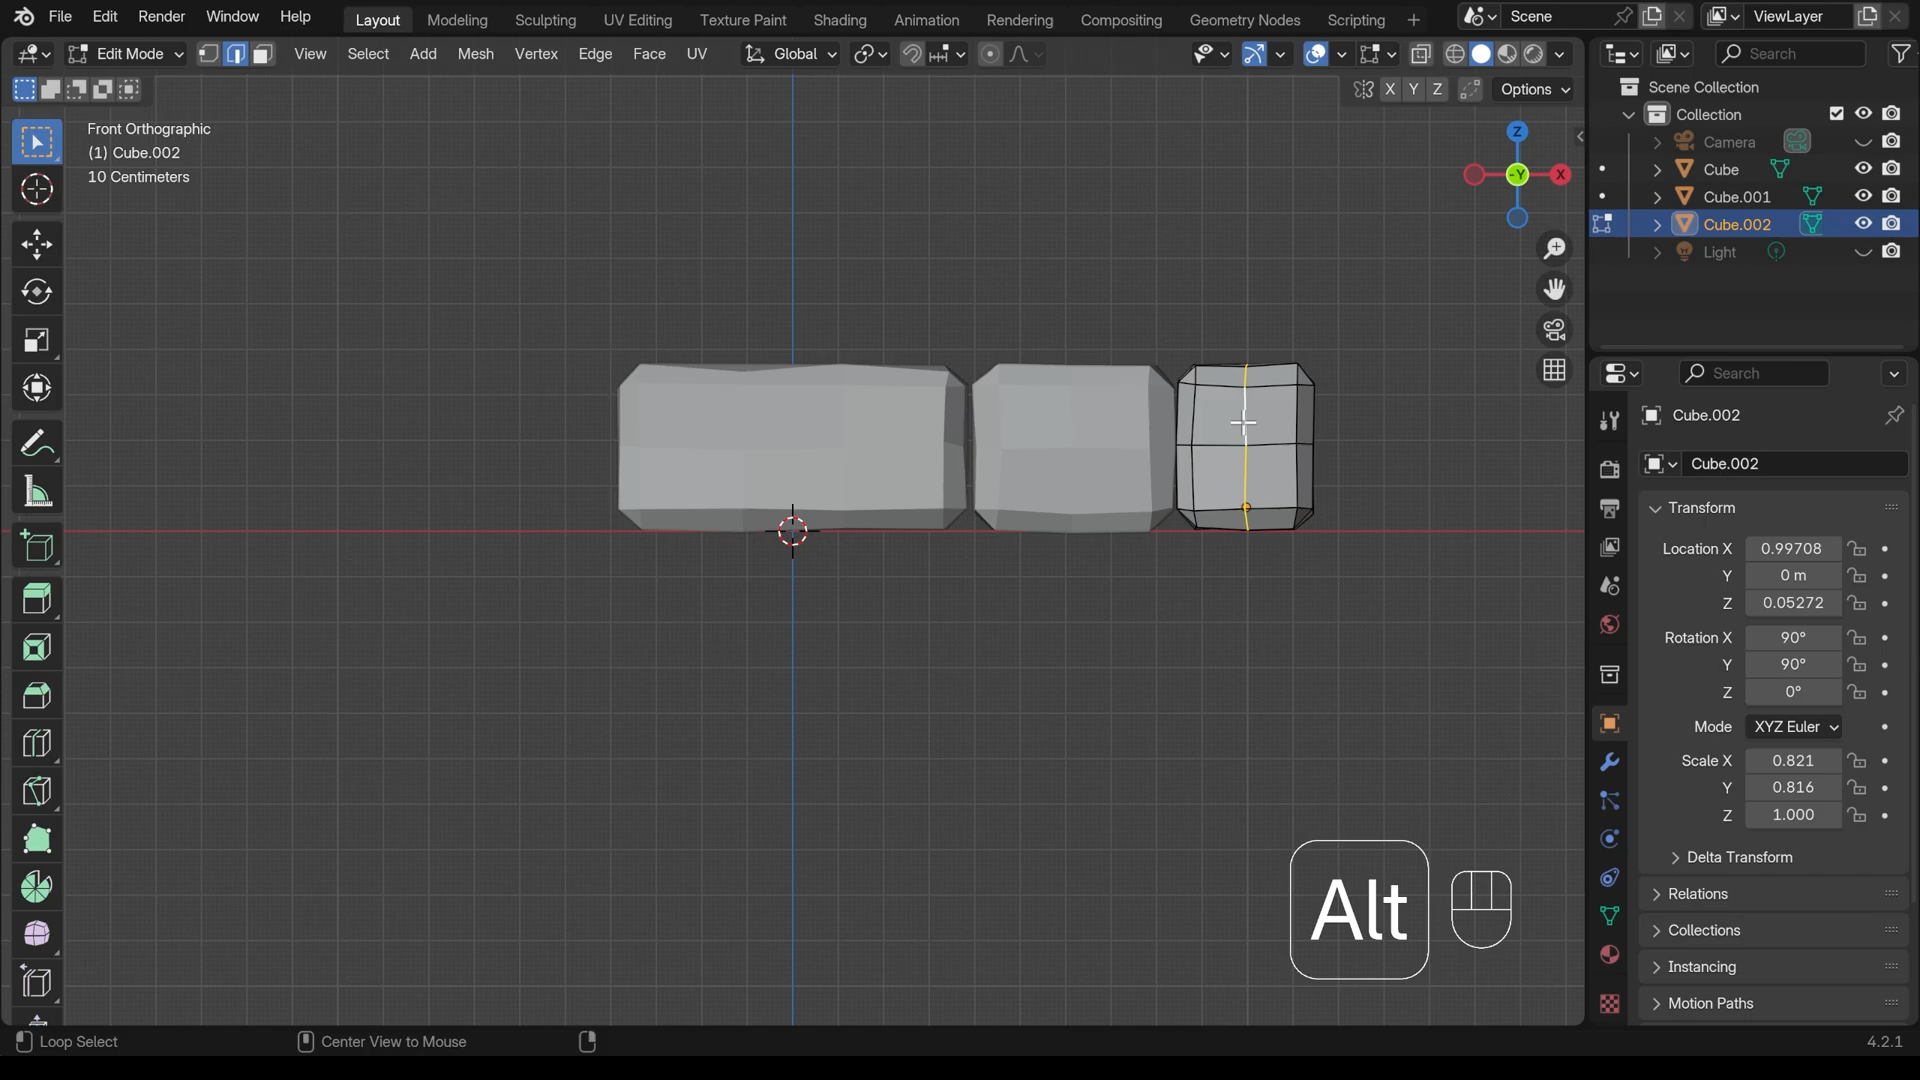 File Edit Render Window Help Layout Modeling Sculpting UV Editing Texture Paint Shading Animation Rendering Compositing Geometry Nodes Scripting Scene ViewLayer
Edit Mode View Select Add Mesh Vertex Edge Face UV Global Search
X Y Z Options
Front Orthographic
(1) Cube.002
10 Centimeters
Z
-Y
X
Scene Collection
Collection
Camera
Cube
Cube.001
Cube.002
Light
Search
Cube.002
Cube.002
Transform
Location X 0.99708
Y 0 m
Z 0.05272
Rotation X 90°
Y 90°
Z 0°
Mode XYZ Euler
Scale X 0.821
Y 0.816
Z 1.000
Delta Transform
Relations
Collections
Instancing
Motion Paths
Alt
Loop Select Center View to Mouse 4.2.1